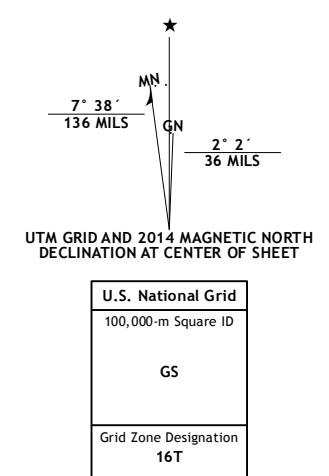 ★
MN
7° 38´
136 MILS
GN
2° 2´
36 MILS
UTM GRID AND 2014 MAGNETIC NORTH
DECLINATION AT CENTER OF SHEET
U.S. National Grid
100,000-m Square ID
GS
Grid Zone Designation
16T